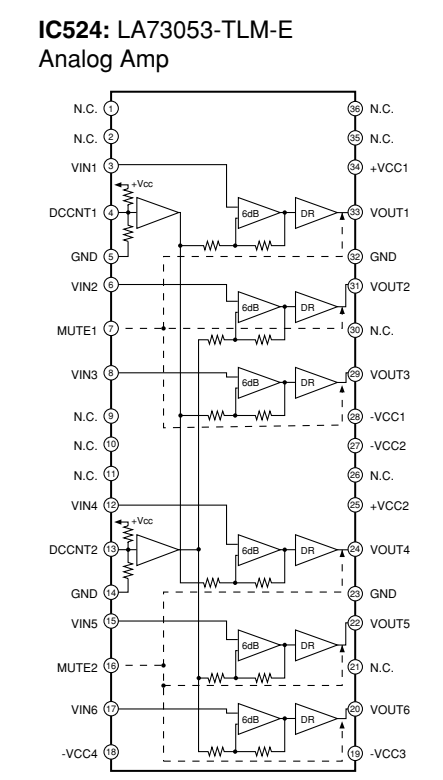 IC524: LA73053-TLM-E
Analog Amp
N.C. 1 36 N.C.
N.C. 2 35 N.C.
VIN1 3 34 +VCC1
+Vcc
DCCNT1 4 6dB DR 33 VOUT1
GND 5 32 GND
VIN2 6 31 VOUT2
6dB DR
MUTE1 7 30 N.C.
VIN3 8 29 VOUT3
6dB DR
N.C. 9 28 -VCC1
N.C. 10 27 -VCC2
N.C. 11 26 N.C.
VIN4 12 25 +VCC2
+Vcc
DCCNT2 13 6dB DR 24 VOUT4
GND 14 23 GND
VIN5 15 22 VOUT5
6dB DR
MUTE2 16 21 N.C.
VIN6 17 20 VOUT6
6dB DR
-VCC4 18 19 -VCC3